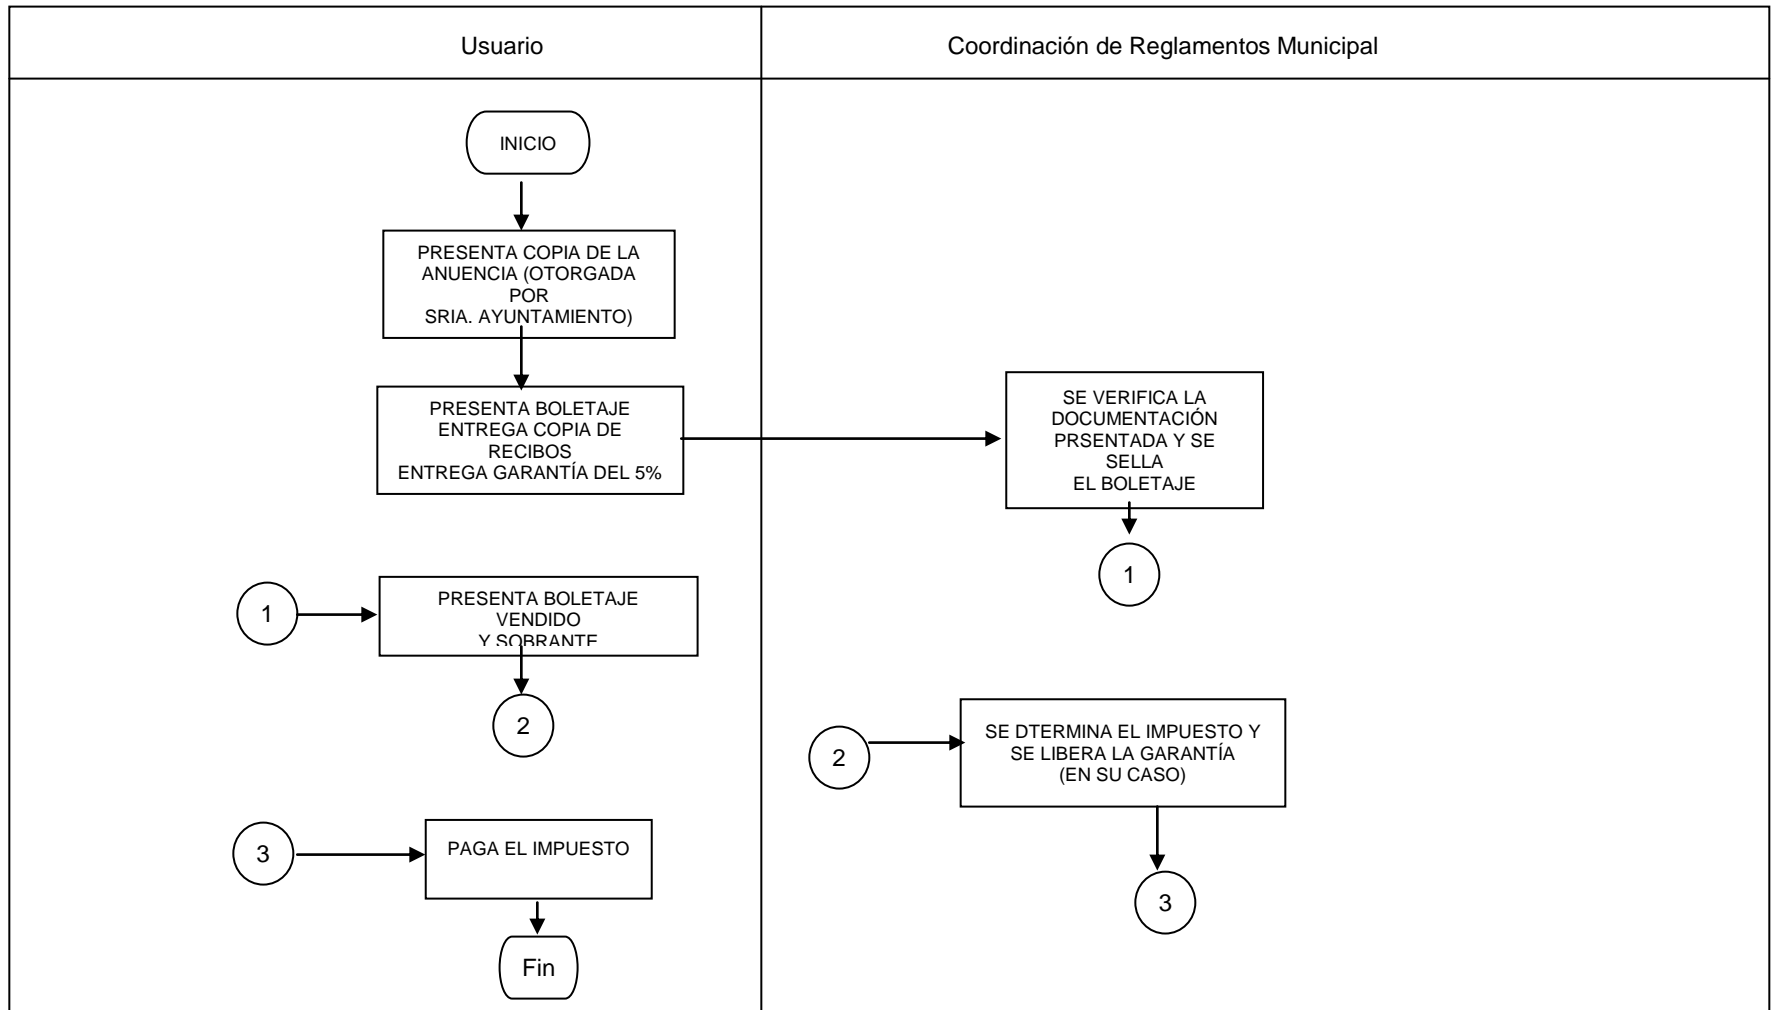 Usuario
Coordinación de Reglamentos Municipal
INICIO
PRESENTA COPIA DE LA
ANUENCIA (OTORGADA
POR
SRIA. AYUNTAMIENTO)
PRESENTA BOLETAJE
ENTREGA COPIA DE
RECIBOS
ENTREGA GARANTÍA DEL 5%
SE VERIFICA LA
DOCUMENTACIÓN
PRSENTADA Y SE
SELLA
EL BOLETAJE
1
1
PRESENTA BOLETAJE
VENDIDO
Y SOBRANTE
2
2
SE DTERMINA EL IMPUESTO Y
SE LIBERA LA GARANTÍA
(EN SU CASO)
3
3
PAGA EL IMPUESTO
Fin